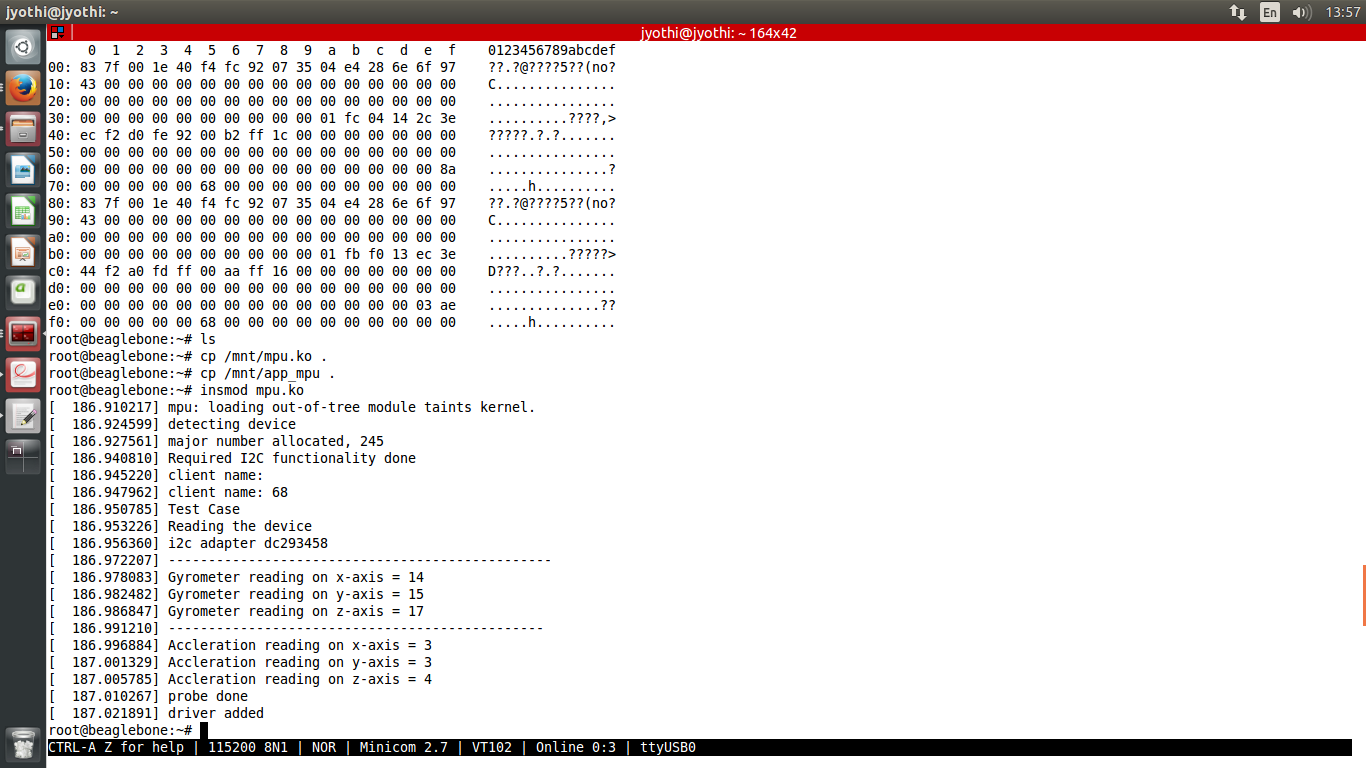 jyothi@jyothi: ~
En
13:57
jyothi@jyothi: ~ 164x42
     0  1  2  3  4  5  6  7  8  9  a  b  c  d  e  f    0123456789abcdef
00: 83 7f 00 1e 40 f4 fc 92 07 35 04 e4 28 6e 6f 97    ??.?@????5??(no?
10: 43 00 00 00 00 00 00 00 00 00 00 00 00 00 00 00    C...............
20: 00 00 00 00 00 00 00 00 00 00 00 00 00 00 00 00    ................
30: 00 00 00 00 00 00 00 00 00 00 01 fc 04 14 2c 3e    ..........????,>
40: ec f2 d0 fe 92 00 b2 ff 1c 00 00 00 00 00 00 00    ?????.?.?.......
50: 00 00 00 00 00 00 00 00 00 00 00 00 00 00 00 00    ................
60: 00 00 00 00 00 00 00 00 00 00 00 00 00 00 00 8a    ...............?
70: 00 00 00 00 00 68 00 00 00 00 00 00 00 00 00 00    .....h..........
80: 83 7f 00 1e 40 f4 fc 92 07 35 04 e4 28 6e 6f 97    ??.?@????5??(no?
90: 43 00 00 00 00 00 00 00 00 00 00 00 00 00 00 00    C...............
a0: 00 00 00 00 00 00 00 00 00 00 00 00 00 00 00 00    ................
b0: 00 00 00 00 00 00 00 00 00 00 01 fb f0 13 ec 3e    ..........?????>
c0: 44 f2 a0 fd ff 00 aa ff 16 00 00 00 00 00 00 00    D???..?.?.......
d0: 00 00 00 00 00 00 00 00 00 00 00 00 00 00 00 00    ................
e0: 00 00 00 00 00 00 00 00 00 00 00 00 00 00 03 ae    ..............??
f0: 00 00 00 00 00 68 00 00 00 00 00 00 00 00 00 00    .....h..........
root@beaglebone:~# ls
root@beaglebone:~# cp /mnt/mpu.ko .
root@beaglebone:~# cp /mnt/app_mpu .
root@beaglebone:~# insmod mpu.ko
[  186.910217] mpu: loading out-of-tree module taints kernel.
[  186.924599] detecting device
[  186.927561] major number allocated, 245
[  186.940810] Required I2C functionality done
[  186.945220] client name:
[  186.947962] client name: 68
[  186.950785] Test Case
[  186.953226] Reading the device
[  186.956360] i2c adapter dc293458
[  186.972207] ------------------------------------------------
[  186.978083] Gyrometer reading on x-axis = 14
[  186.982482] Gyrometer reading on y-axis = 15
[  186.986847] Gyrometer reading on z-axis = 17
[  186.991210] -----------------------------------------------
[  186.996884] Accleration reading on x-axis = 3
[  187.001329] Accleration reading on y-axis = 3
[  187.005785] Accleration reading on z-axis = 4
[  187.010267] probe done
[  187.021891] driver added
root@beaglebone:~#
CTRL-A Z for help | 115200 8N1 | NOR | Minicom 2.7 | VT102 | Online 0:3 | ttyUSB0